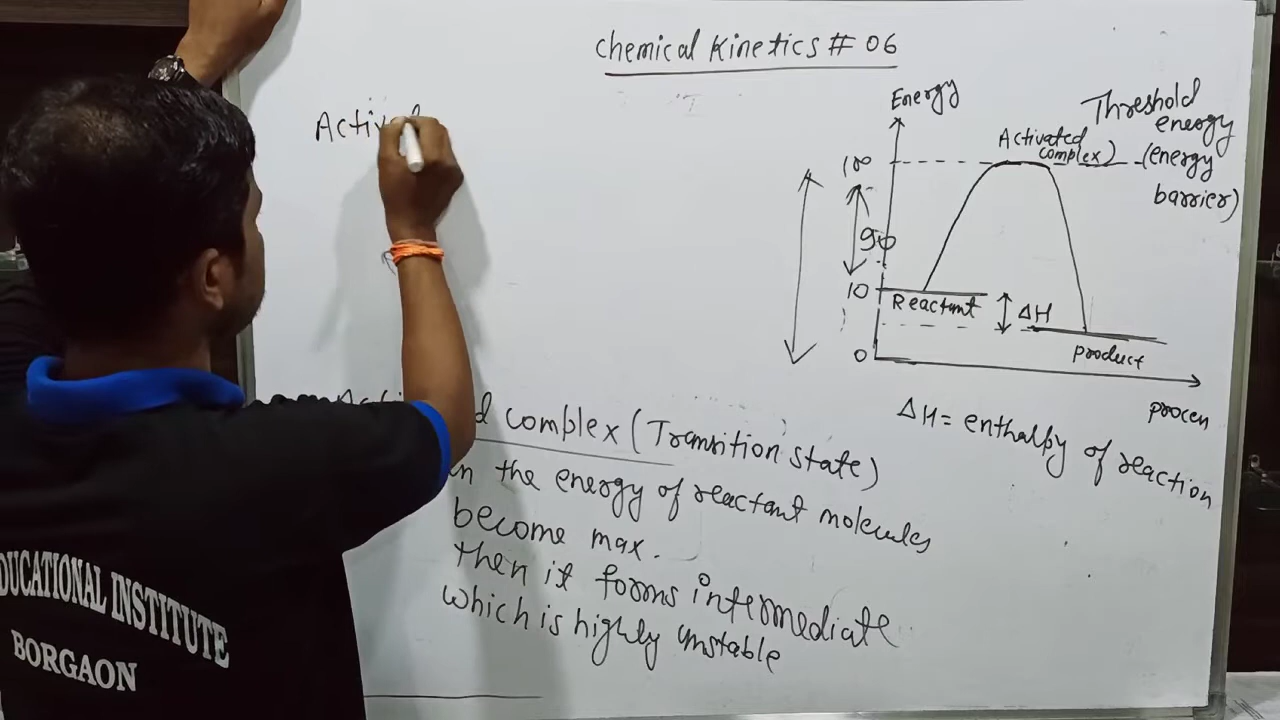 Chemical Kinetics # 06
Energy
Threshold
energy
(energy
barrier)
Activated
complex)
100
90
10
Reactant
ΔH
0
product
procen
ΔH = enthalpy of reaction
complex (Transition state)
the energy of reactant molecules
become max.
then it forms intermediate
which is highly unstable
EDUCATIONAL INSTITUTE
BORGAON